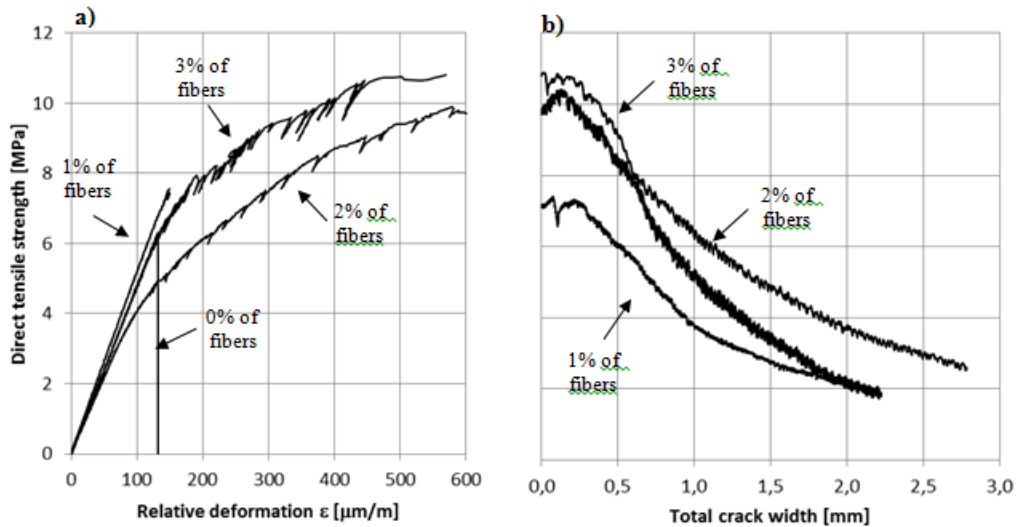 a)
Direct tensile strength [MPa]
12
10
8
6
4
2
0
3% of
fibers
1% of
fibers
2% of
fibers
0% of
fibers
0 100 200 300 400 500 600
Relative deformation ε [µm/m]
b)
3% of
fibers
2% of
fibers
1% of
fibers
0,0 0,5 1,0 1,5 2,0 2,5 3,0
Total crack width [mm]